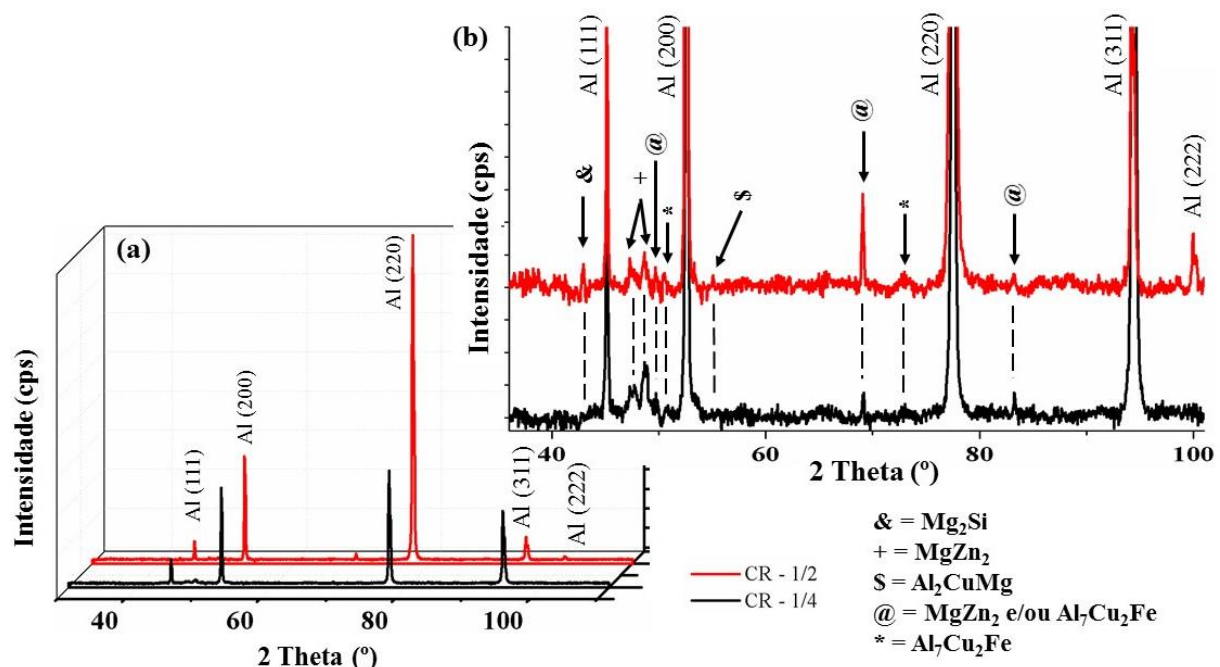 (a)
Intensidade (cps)
Al (111)
Al (200)
Al (220)
Al (311)
Al (222)
40 60 80 100
2 Theta (º)
(b)
Intensidade (cps)
Al (111)
&
+
@
*
Al (200)
$
@
*
Al (220)
@
Al (311)
Al (222)
40 60 80 100
2 Theta (º)
CR - 1/2
CR - 1/4
& = Mg₂Si
+ = MgZn₂
$ = Al₂CuMg
@ = MgZn₂ e/ou Al₇Cu₂Fe
* = Al₇Cu₂Fe